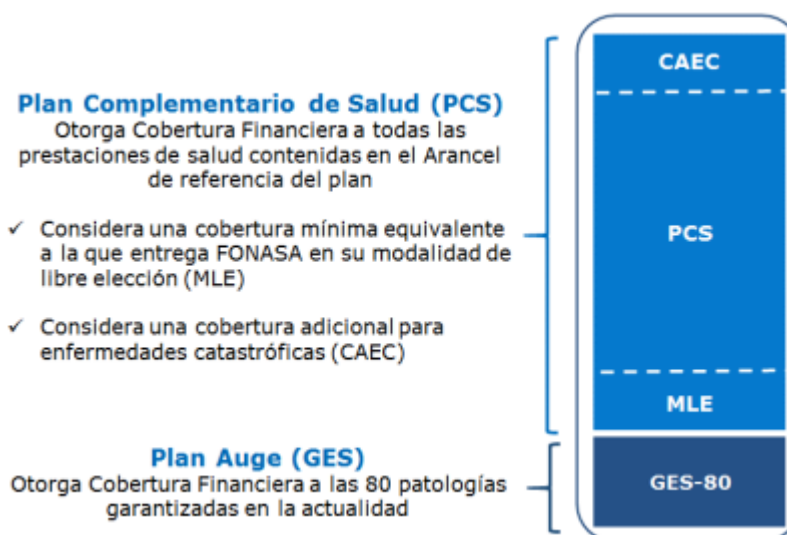 Plan Complementario de Salud (PCS)
Otorga Cobertura Financiera a todas las
prestaciones de salud contenidas en el Arancel
de referencia del plan
✓ Considera una cobertura mínima equivalente
a la que entrega FONASA en su modalidad de
libre elección (MLE)
✓ Considera una cobertura adicional para
enfermedades catastróficas (CAEC)
Plan Auge (GES)
Otorga Cobertura Financiera a las 80 patologías
garantizadas en la actualidad
CAEC
PCS
MLE
GES-80